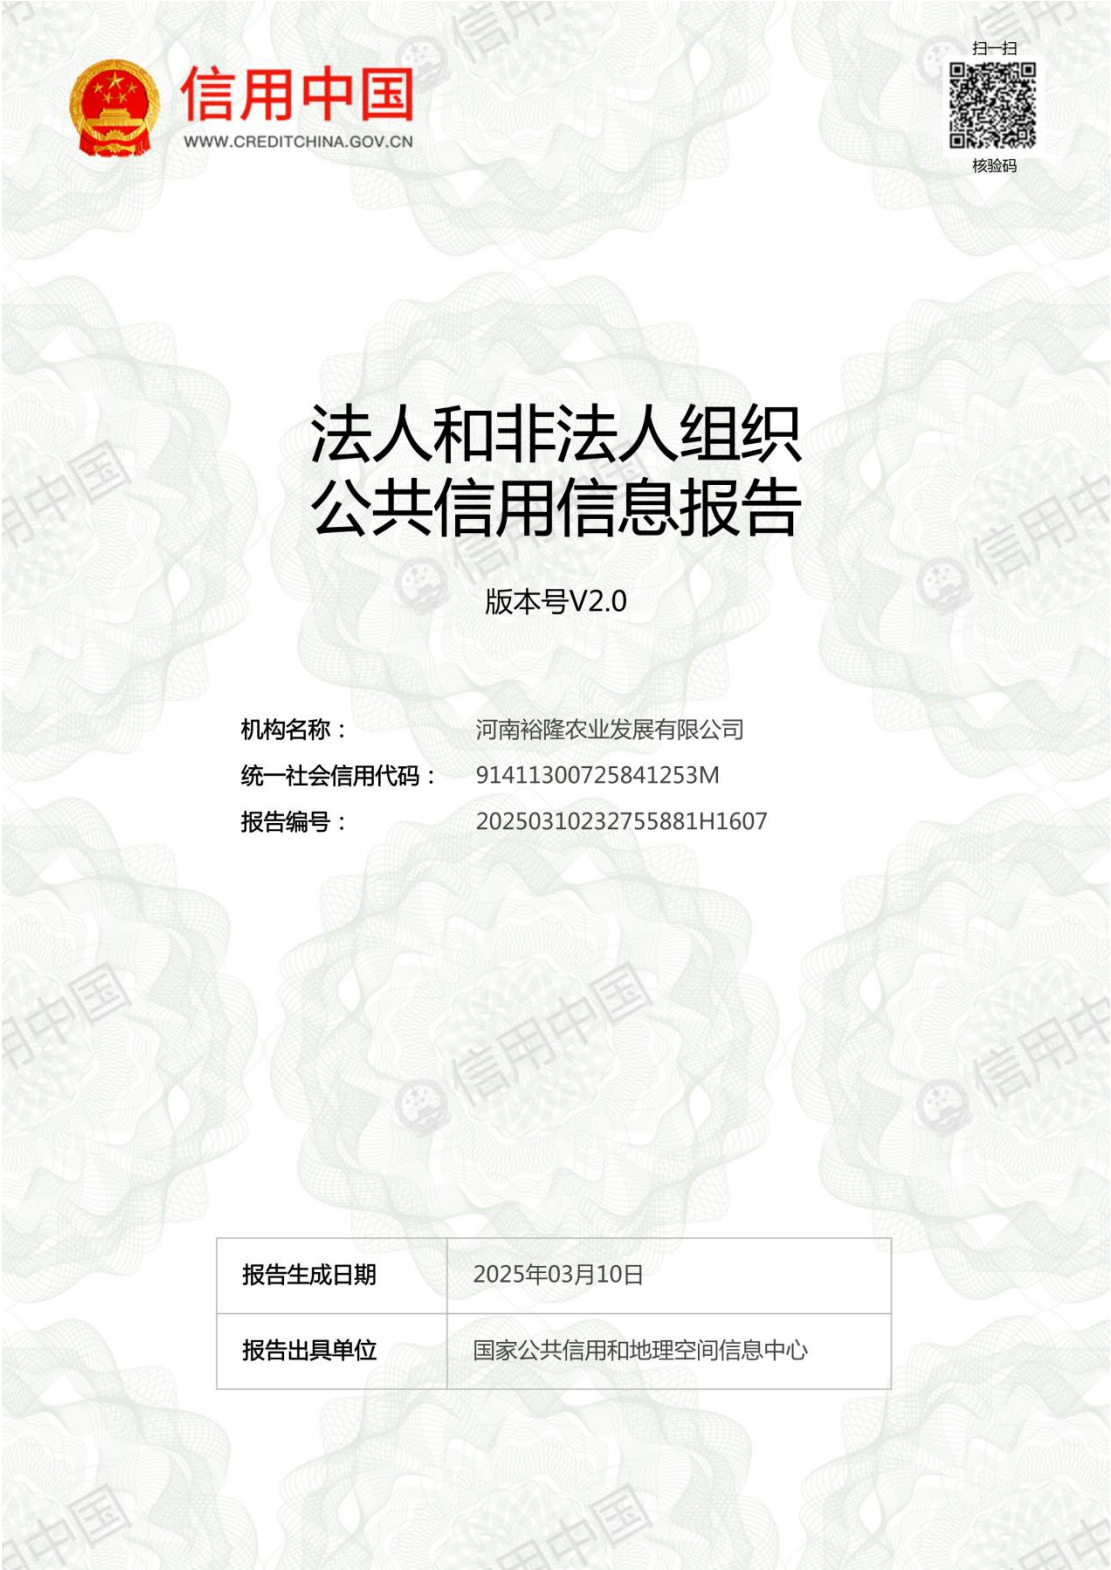 信用中国
WWW.CREDITCHINA.GOV.CN
扫一扫
核验码
法人和非法人组织
公共信用信息报告
版本号V2.0
机构名称：　河南裕隆农业发展有限公司
统一社会信用代码：　91411300725841253M
报告编号：　20250310232755881H1607
报告生成日期　2025年03月10日
报告出具单位　国家公共信用和地理空间信息中心